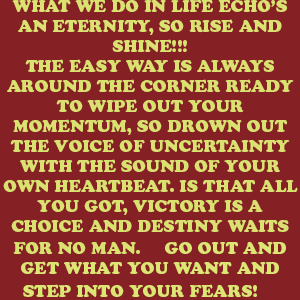 WHAT WE DO IN LIFE ECHO'S
AN ETERNITY, SO RISE AND
SHINE!!!
THE EASY WAY IS ALWAYS
AROUND THE CORNER READY
TO WIPE OUT YOUR
MOMENTUM, SO DROWN OUT
THE VOICE OF UNCERTAINTY
WITH THE SOUND OF YOUR
OWN HEARTBEAT. IS THAT ALL
YOU GOT, VICTORY IS A
CHOICE AND DESTINY WAITS
FOR NO MAN. GO OUT AND
GET WHAT YOU WANT AND
STEP INTO YOUR FEARS!